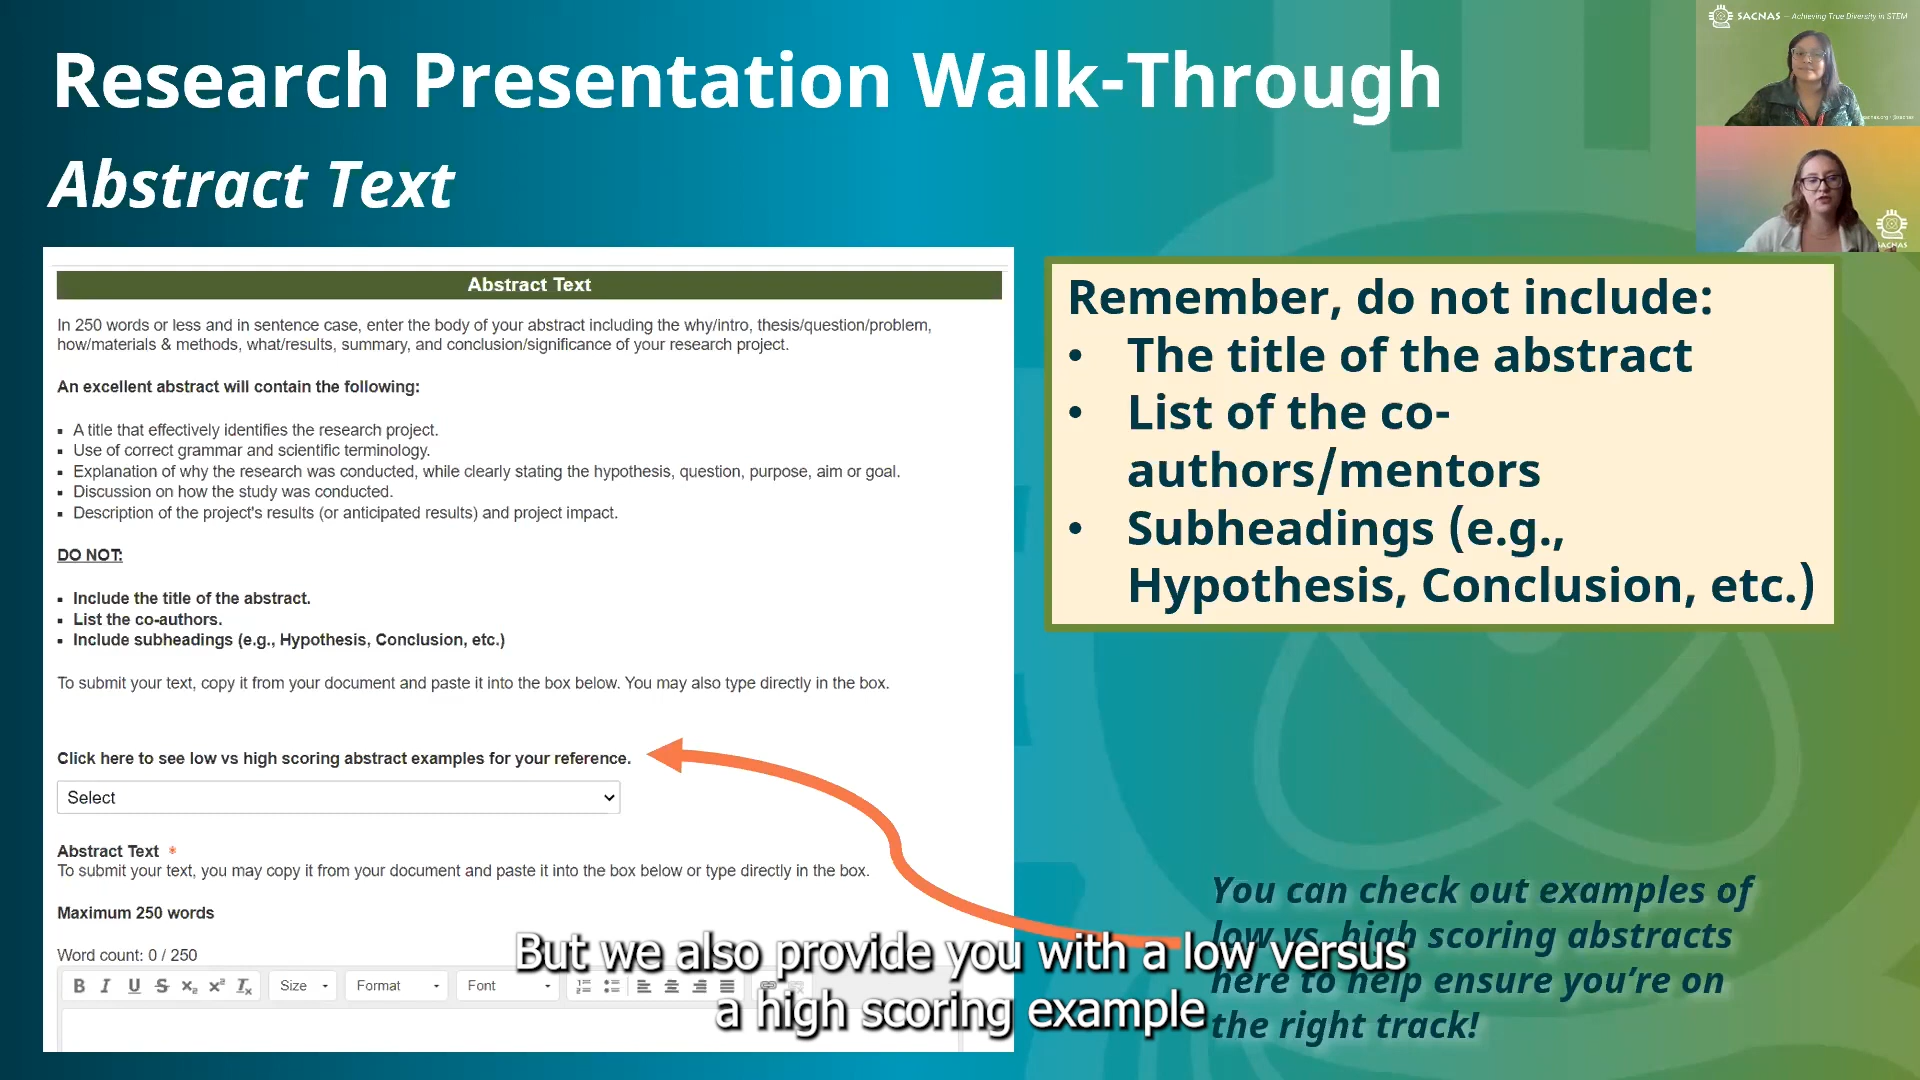 SACNAS – Achieving True Diversity in STEM
Research Presentation Walk-Through
Abstract Text
SACNAS
Abstract Text
In 250 words or less and in sentence case, enter the body of your abstract including the why/intro, thesis/question/problem,
how/materials & methods, what/results, summary, and conclusion/significance of your research project.
An excellent abstract will contain the following:
▪ A title that effectively identifies the research project.
▪ Use of correct grammar and scientific terminology.
▪ Explanation of why the research was conducted, while clearly stating the hypothesis, question, purpose, aim or goal.
▪ Discussion on how the study was conducted.
▪ Description of the project's results (or anticipated results) and project impact.
DO NOT:
▪ Include the title of the abstract.
▪ List the co-authors.
▪ Include subheadings (e.g., Hypothesis, Conclusion, etc.)
To submit your text, copy it from your document and paste it into the box below. You may also type directly in the box.
Click here to see low vs high scoring abstract examples for your reference.
Select
Abstract Text *
To submit your text, you may copy it from your document and paste it into the box below or type directly in the box.
Maximum 250 words
Word count: 0 / 250
B I U S x₂ x² Tx Size Format Font
Remember, do not include:
• The title of the abstract
• List of the co-
authors/mentors
• Subheadings (e.g.,
Hypothesis, Conclusion, etc.)
You can check out examples of
low vs. high scoring abstracts
here to help ensure you’re on
the right track!
But we also provide you with a low versus
a high scoring example